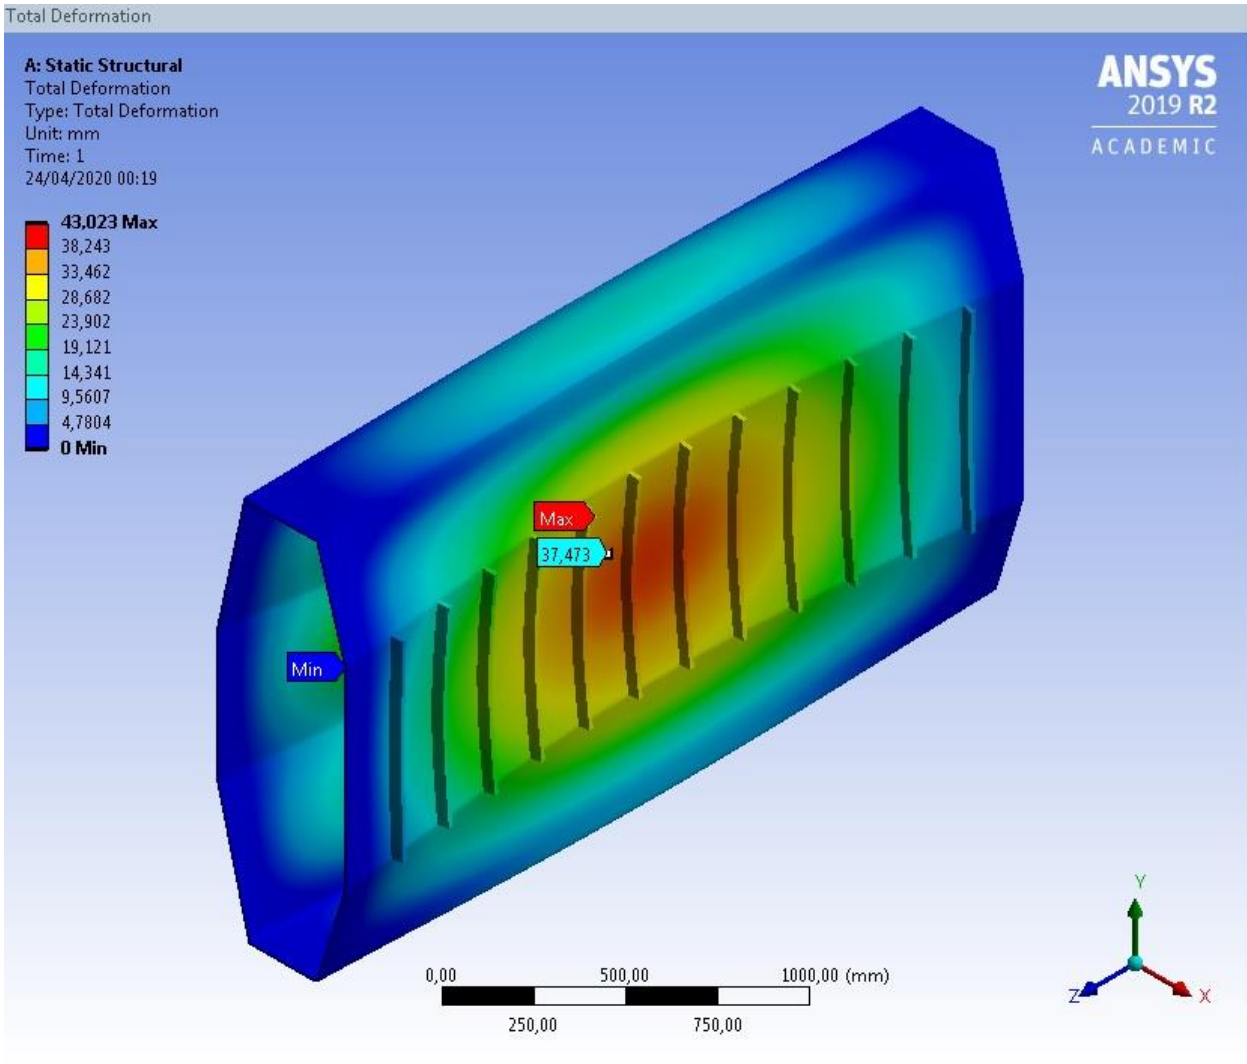 Total Deformation
A: Static Structural
Total Deformation
Type: Total Deformation
Unit: mm
Time: 1
24/04/2020 00:19
43,023 Max
38,243
33,462
28,682
23,902
19,121
14,341
9,5607
4,7804
0 Min
ANSYS
2019 R2
ACADEMIC
Max
37,473
Min
0,00 500,00 1000,00 (mm)
250,00 750,00
Y
Z X